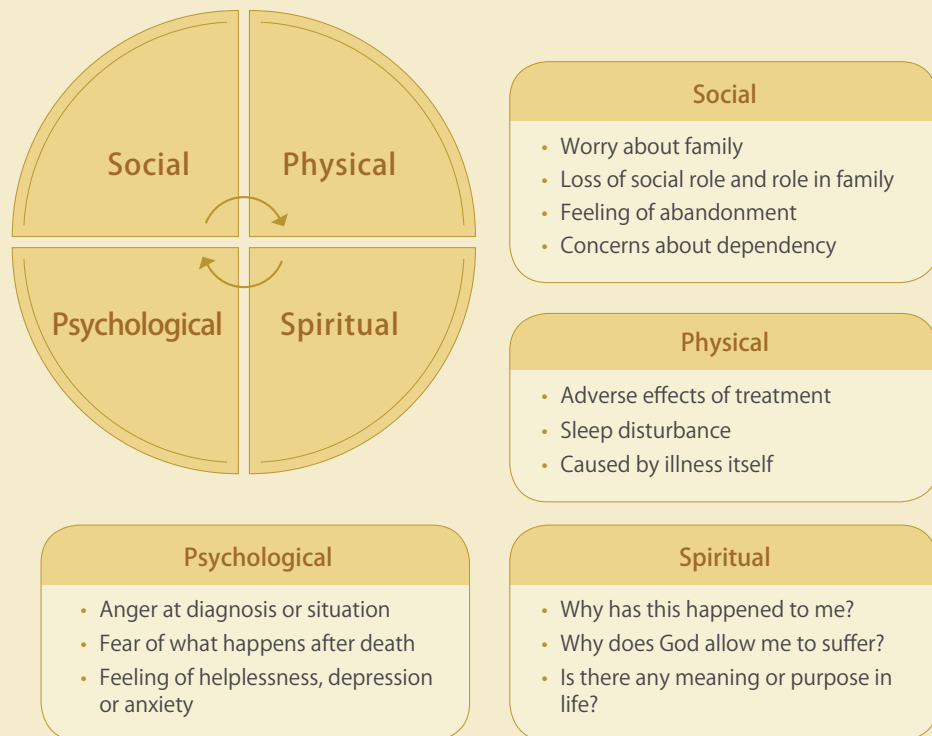 Social
Physical
Psychological
Spiritual
Social
• Worry about family
• Loss of social role and role in family
• Feeling of abandonment
• Concerns about dependency
Physical
• Adverse effects of treatment
• Sleep disturbance
• Caused by illness itself
Psychological
• Anger at diagnosis or situation
• Fear of what happens after death
• Feeling of helplessness, depression
or anxiety
Spiritual
• Why has this happened to me?
• Why does God allow me to suffer?
• Is there any meaning or purpose in
life?